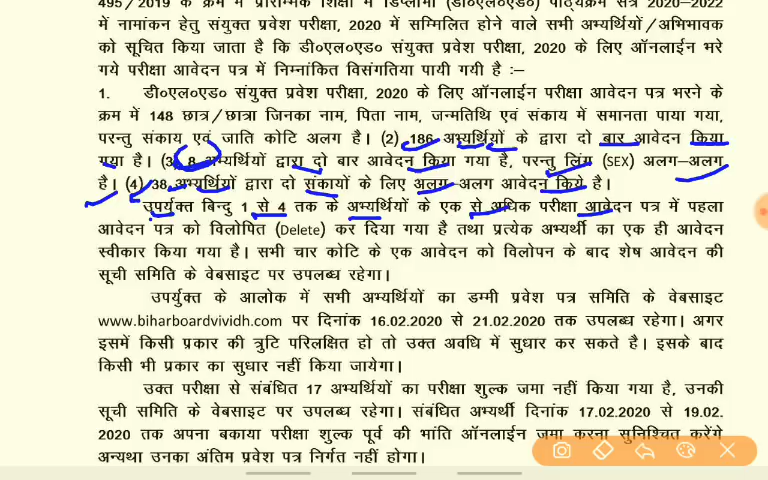 495/2019 के क्रम में प्रारम्भिक शिक्षा में डिप्लोमा (डी०एल०एड०) पाठ्यक्रम सत्र 2020-2022
में नामांकन हेतु संयुक्त प्रवेश परीक्षा, 2020 में सम्मिलित होने वाले सभी अभ्यर्थियों/अभिभावक
को सूचित किया जाता है कि डी०एल०एड० संयुक्त प्रवेश परीक्षा, 2020 के लिए ऑनलाईन भरे
गये परीक्षा आवेदन पत्र में निम्नांकित विसंगतिया पायी गयी है :–
1. डी०एल०एड० संयुक्त प्रवेश परीक्षा, 2020 के लिए ऑनलाईन परीक्षा आवेदन पत्र भरने के
क्रम में 148 छात्र/छात्रा जिनका नाम, पिता नाम, जन्मतिथि एवं संकाय में समानता पाया गया,
परन्तु संकाय एवं जाति कोटि अलग है। (2) 186 अभ्यर्थियों के द्वारा दो बार आवेदन किया
गया है। (3) 8 अभ्यर्थियों द्वारा दो बार आवेदन किया गया है, परन्तु लिंग (SEX) अलग–अलग
है। (4) 38 अभ्यर्थियों द्वारा दो संकायों के लिए अलग अलग आवेदन किये है।
उपर्युक्त बिन्दु 1 से 4 तक के अभ्यर्थियों के एक से अधिक परीक्षा आवेदन पत्र में पहला
आवेदन पत्र को विलोपित (Delete) कर दिया गया है तथा प्रत्येक अभ्यर्थी का एक ही आवेदन
स्वीकार किया गया है। सभी चार कोटि के एक आवेदन को विलोपन के बाद शेष आवेदन की
सूची समिति के वेबसाइट पर उपलब्ध रहेगा।
उपर्युक्त के आलोक में सभी अभ्यर्थियों का डम्मी प्रवेश पत्र समिति के वेबसाइट
www.biharboardvividh.com पर दिनांक 16.02.2020 से 21.02.2020 तक उपलब्ध रहेगा। अगर
इसमें किसी प्रकार की त्रुटि परिलक्षित हो तो उक्त अवधि में सुधार कर सकते है। इसके बाद
किसी भी प्रकार का सुधार नहीं किया जायेगा।
उक्त परीक्षा से संबंधित 17 अभ्यर्थियों का परीक्षा शुल्क जमा नहीं किया गया है, उनकी
सूची समिति के वेबसाइट पर उपलब्ध रहेगा। संबंधित अभ्यर्थी दिनांक 17.02.2020 से 19.02.
2020 तक अपना बकाया परीक्षा शुल्क पूर्व की भांति ऑनलाईन जमा करना सुनिश्चित करेंगे
अन्यथा उनका अंतिम प्रवेश पत्र निर्गत नहीं होगा।